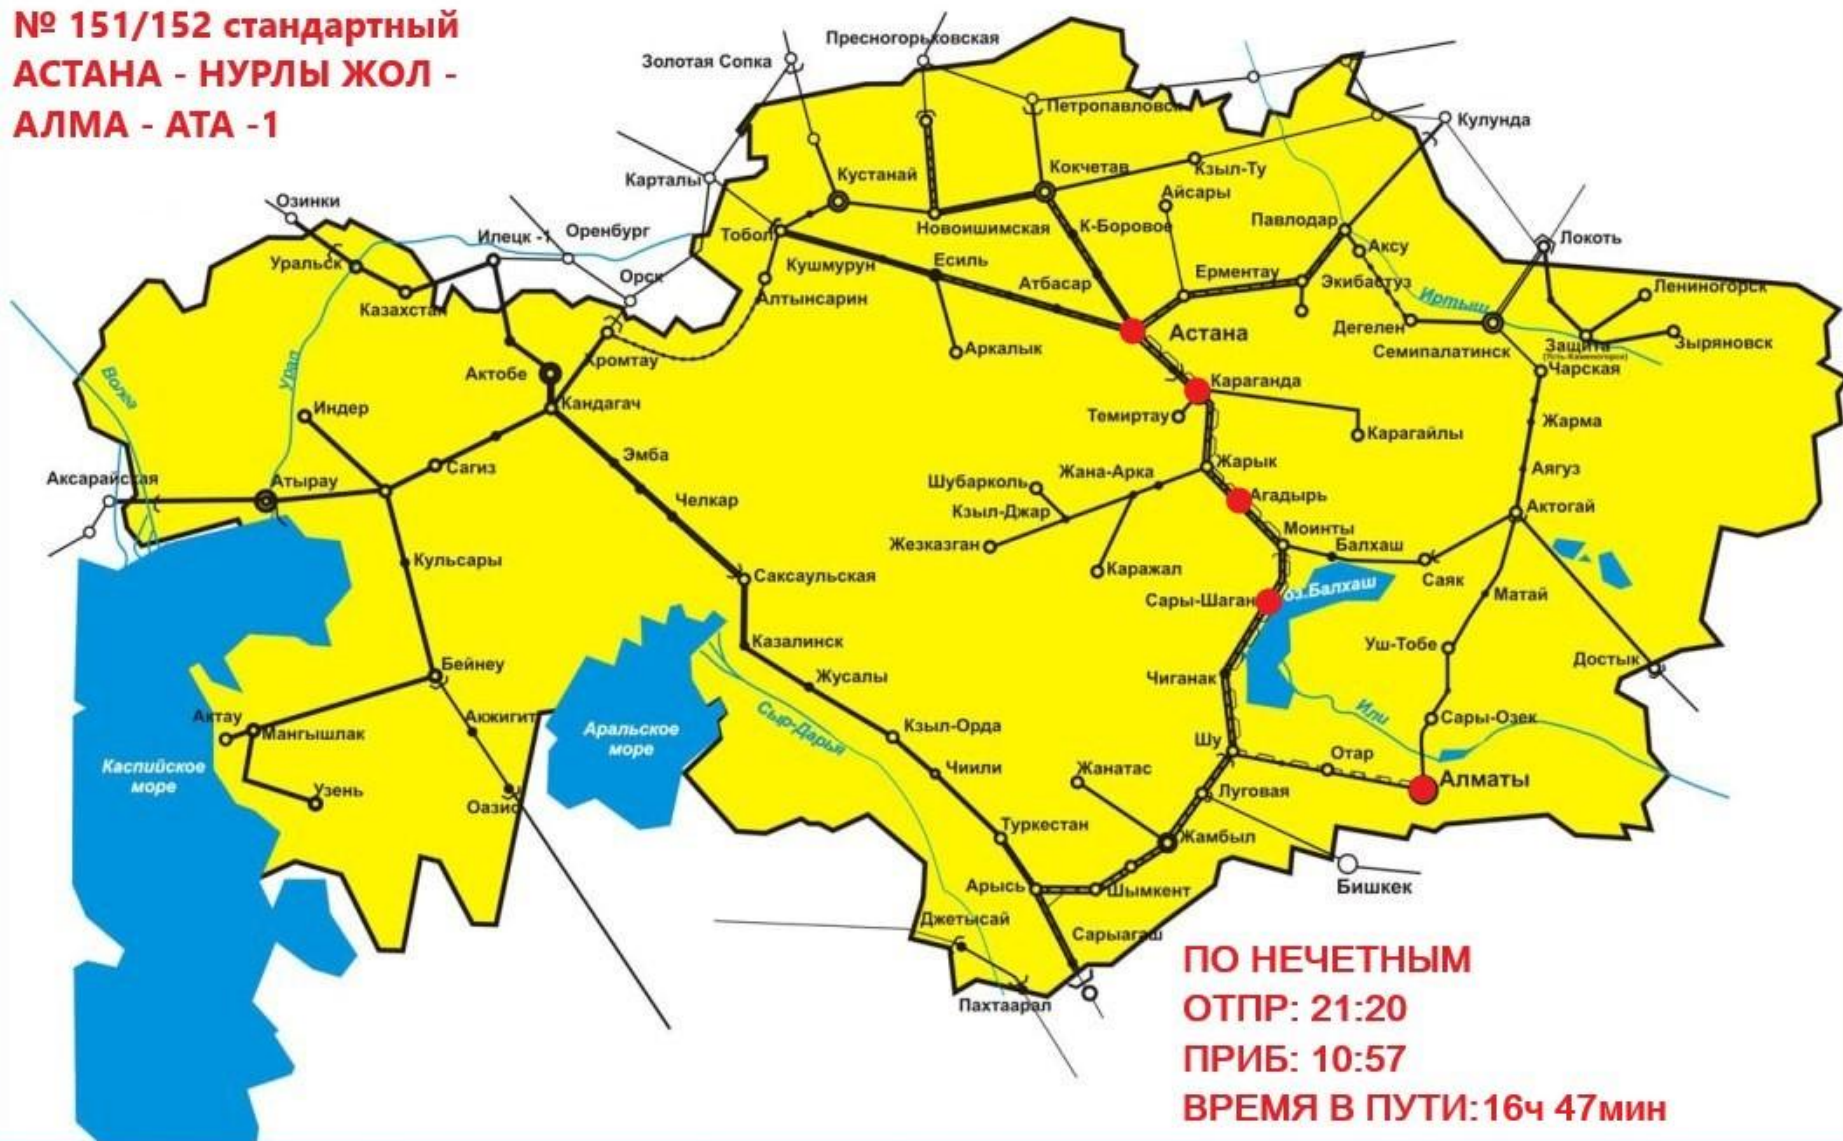 № 151/152 стандартный
АСТАНА - НУРЛЫ ЖОЛ -
АЛМА - АТА -1
Пресногорьковская
Золотая Сопка
Петропавловск
Кулунда
Карталы
Кустанай
Кокчетав
Кзыл-Ту
Айсары
Озинки
Илецк -1
Оренбург
Тобол
Новоишимская
К-Боровое
Павлодар
Аксу
Локоть
Уральск
Орск
Кушмурун
Есиль
Атбасар
Ерментау
Экибастуз
Лениногорск
Казахстан
Алтынсарин
Иртыш
Дегелен
Астана
Семипалатинск
Защита
(Усть-Каменогорск)
Зыряновск
Хромтау
Аркалык
Чарская
Волга
Урал
Актобе
Караганда
Индер
Кандагач
Темиртау
Карагайлы
Жарма
Эмба
Сагиз
Жарык
Жана-Арка
Аягуз
Аксарайская
Атырау
Челкар
Шубарколь
Кзыл-Джар
Агадырь
Актогай
Моинты
Балхаш
Жезказган
Кульсары
Саксаульская
Каражал
Саяк
оз.Балхаш
Сары-Шаган
Матай
Казалинск
Уш-Тобе
Бейнеу
Жусалы
Чиганак
Достык
Актау
Акжигит
Мангышлак
Аральское
море
Сыр-Дарья
Кзыл-Орда
Или
Сары-Озек
Шу
Отар
Каспийское
море
Чиили
Жанатас
Алматы
Узень
Оазис
Луговая
Туркестан
Жамбыл
Арысь
Шымкент
Бишкек
Джетысай
Сарыагаш
Пахтаарал
ПО НЕЧЕТНЫМ
ОТПР: 21:20
ПРИБ: 10:57
ВРЕМЯ В ПУТИ:16ч 47мин